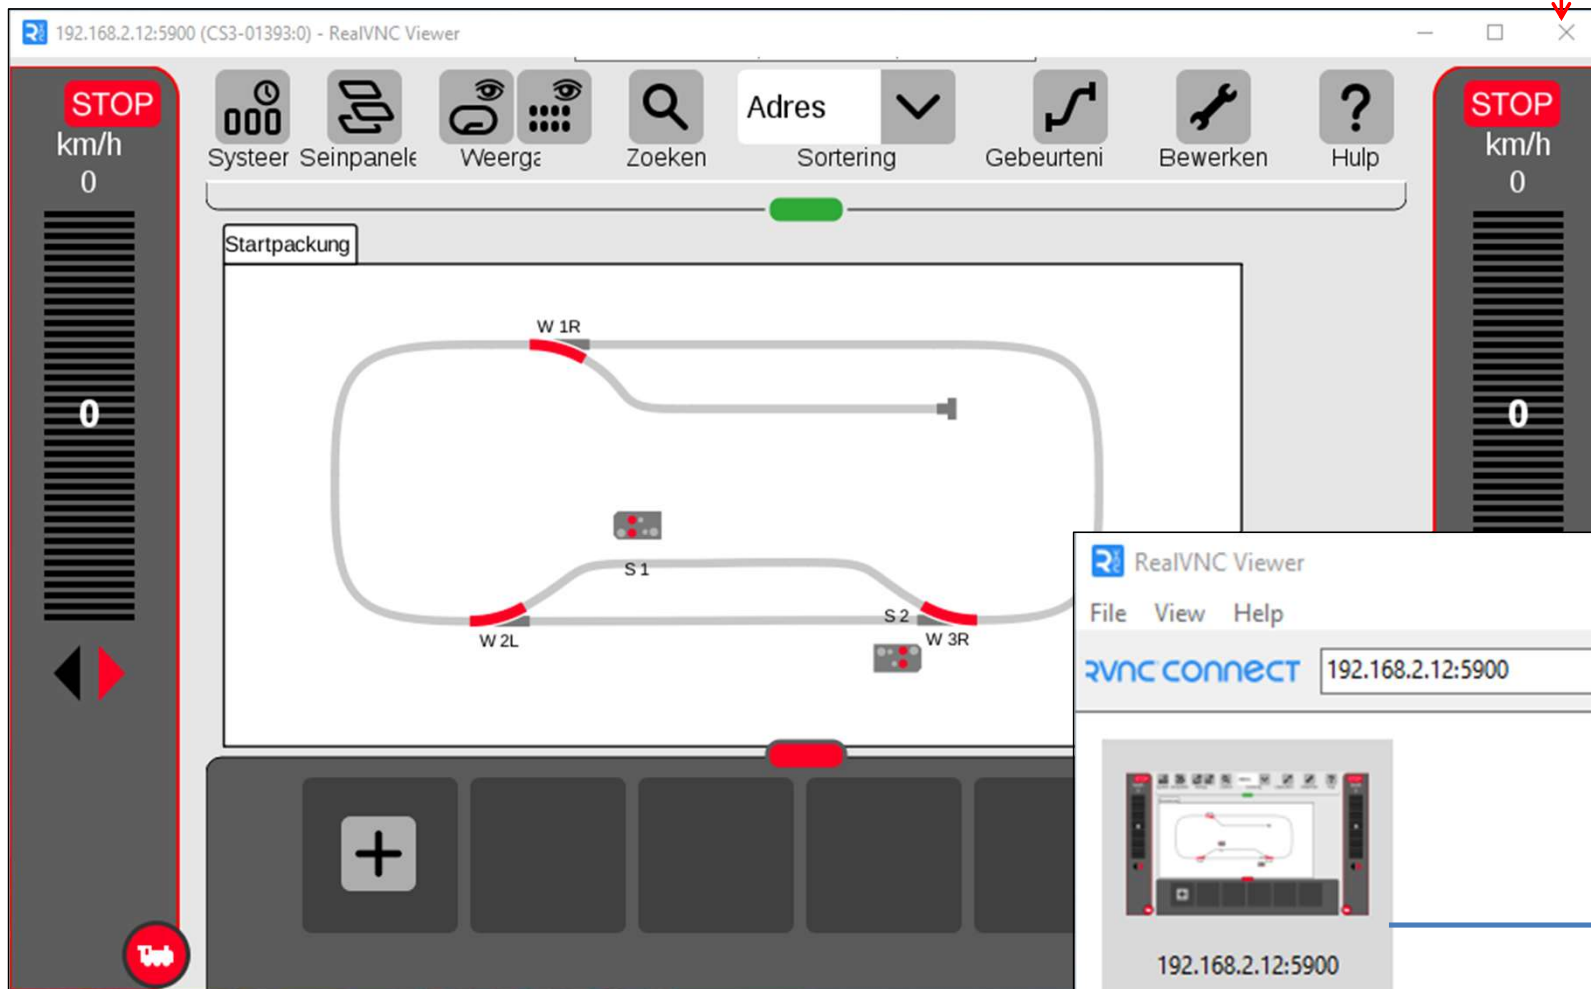 192.168.2.12:5900 (CS3-01393:0) - RealVNC Viewer
STOP
km/h
0
0
Systeer
Seinpanele
Weerga
Zoeken
Adres
Sortering
Gebeurteni
Bewerken
Hulp
STOP
km/h
0
0
Startpackung
W 1R
S 1
S 2
W 2L
W 3R
RealVNC Viewer
File View Help
RVNC CONNECT
192.168.2.12:5900
192.168.2.12:5900